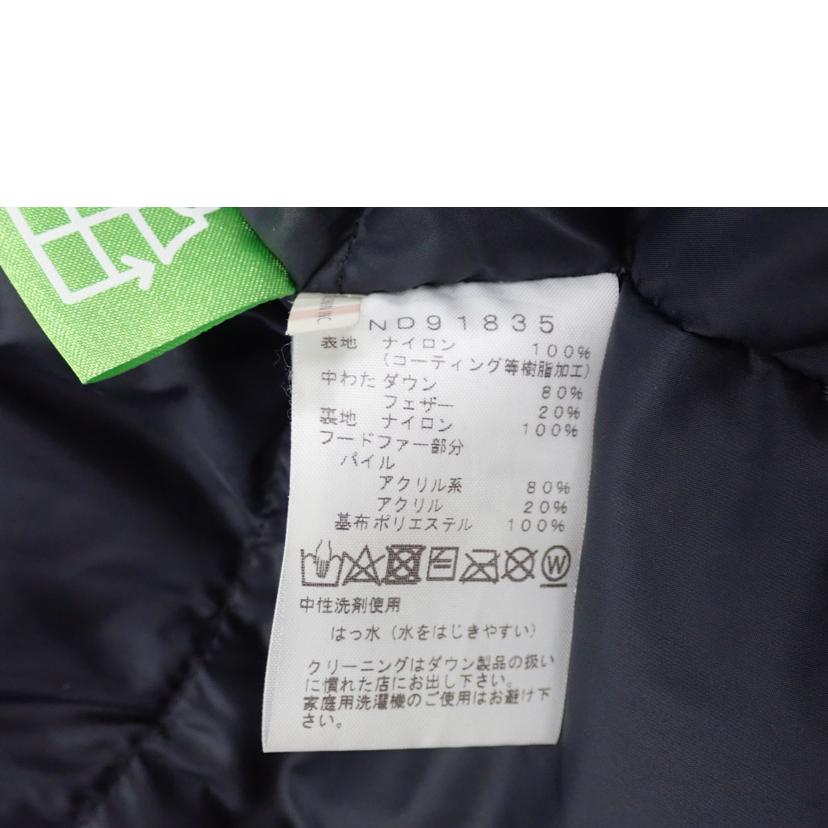 ND91835
表地 ナイロン 100%
(コーティング等樹脂加工)
中わた ダウン 80%
フェザー 20%
裏地 ナイロン 100%
フードファー部分
パイル
アクリル系 80%
アクリル 20%
基布ポリエステル 100%
W
中性洗剤使用
はっ水(水をはじきやすい)
クリーニングはダウン製品の扱い
に慣れた店にお出し下さい。
家庭用洗濯機のご使用はお避け下
さい。